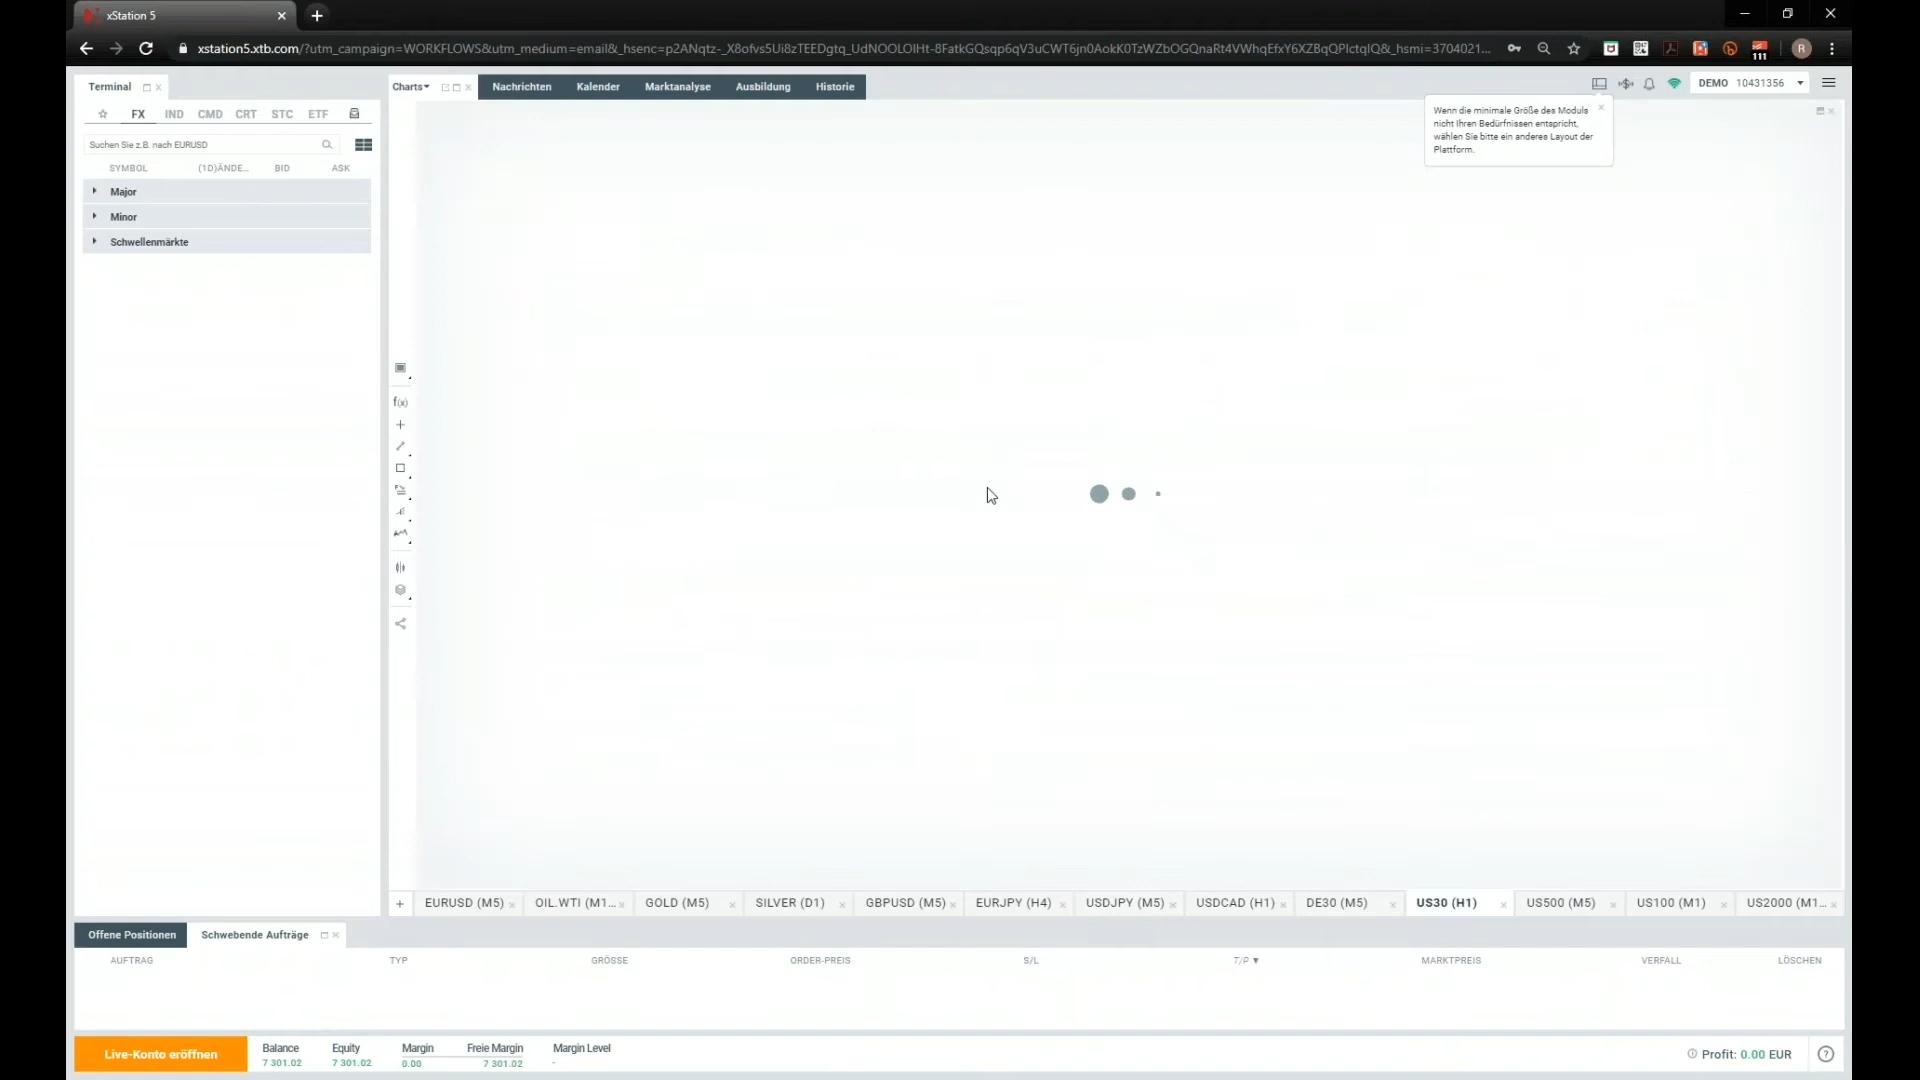 xStation 5
xstation5.xtb.com/?utm_campaign=WORKFLOWS&utm_medium=email&_hsenc=p2ANqtz-_X8ofvs5Ui8zTEEDgtq_UdNOOLOIHt-8FatkGQsqp6qV3uCWT6jn0AokK0TzWZbOGQnaRt4VWhqEfxY6XZBqQPIctqIQ&_hsmi=3704021...
111
R
Terminal
Charts
Nachrichten
Kalender
Marktanalyse
Ausbildung
Historie
DEMO 10431356
FX IND CMD CRT STC ETF
Wenn die minimale Größe des Moduls
nicht Ihren Bedürfnissen entspricht,
wählen Sie bitte ein anderes Layout der
Plattform.
Suchen Sie z.B. nach EURUSD
SYMBOL (1D)ÄNDE... BID ASK
Major
Minor
Schwellenmärkte
f(x)
EURUSD (M5) OIL.WTI (M1... GOLD (M5) SILVER (D1) GBPUSD (M5) EURJPY (H4) USDJPY (M5) USDCAD (H1) DE30 (M5) US30 (H1) US500 (M5) US100 (M1) US2000 (M1...
Offene Positionen Schwebende Aufträge
AUFTRAG TYP GRÖSSE ORDER-PREIS S/L T/P ▼ MARKTPREIS VERFALL LÖSCHEN
Live-Konto eröffnen
Balance Equity Margin Freie Margin Margin Level
7 301.02 7 301.02 0.00 7 301.02 -
Profit: 0.00 EUR